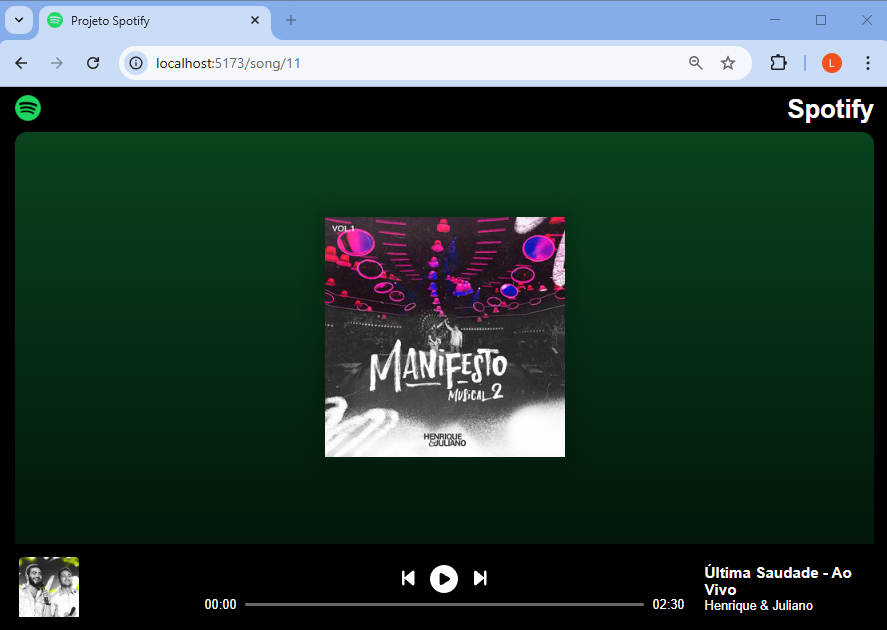 Projeto Spotify
localhost:5173/song/11
L
Spotify
VOL.1
MANIFESTO
MUSICAL 2
HENRIQUE
&JULIANO
00:00
02:30
Última Saudade - Ao
Vivo
Henrique & Juliano